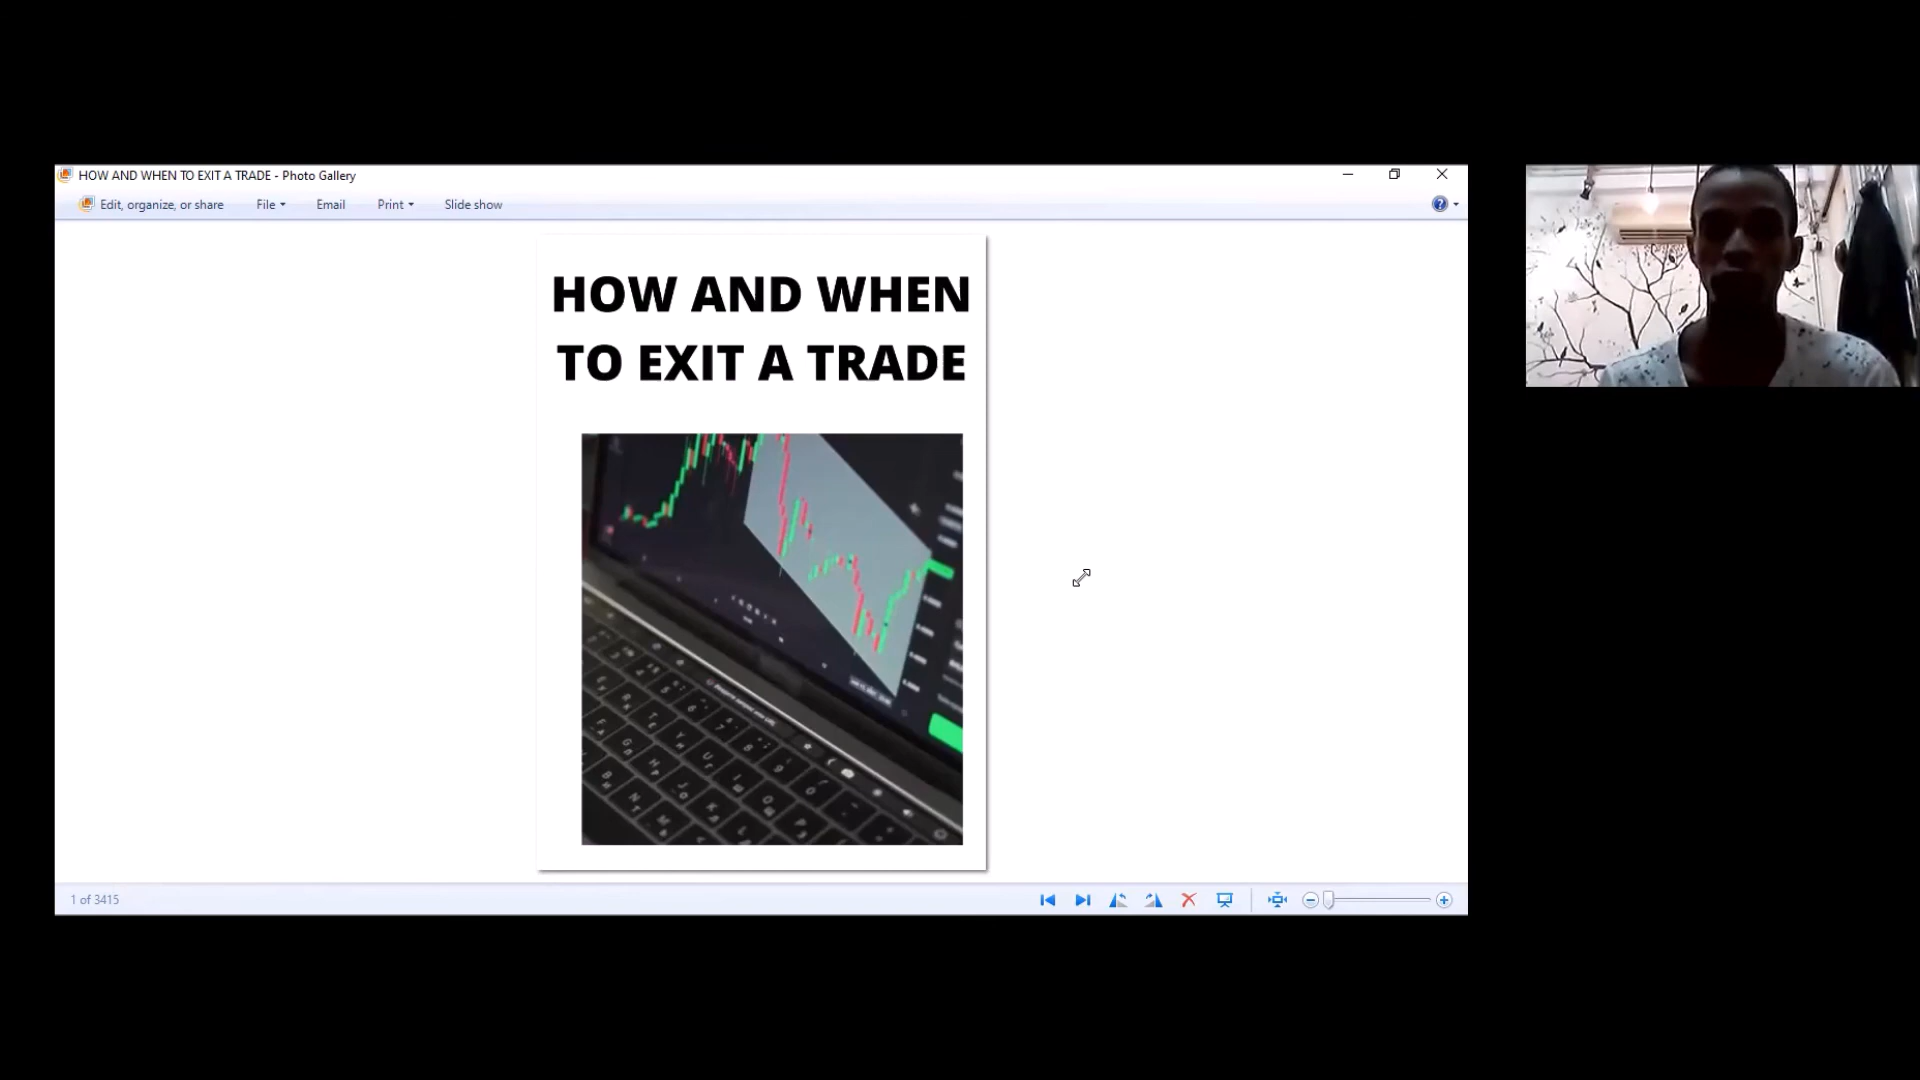 HOW AND WHEN TO EXIT A TRADE - Photo Gallery
Edit, organize, or share File Email Print Slide show
HOW AND WHEN
TO EXIT A TRADE
1 of 3415